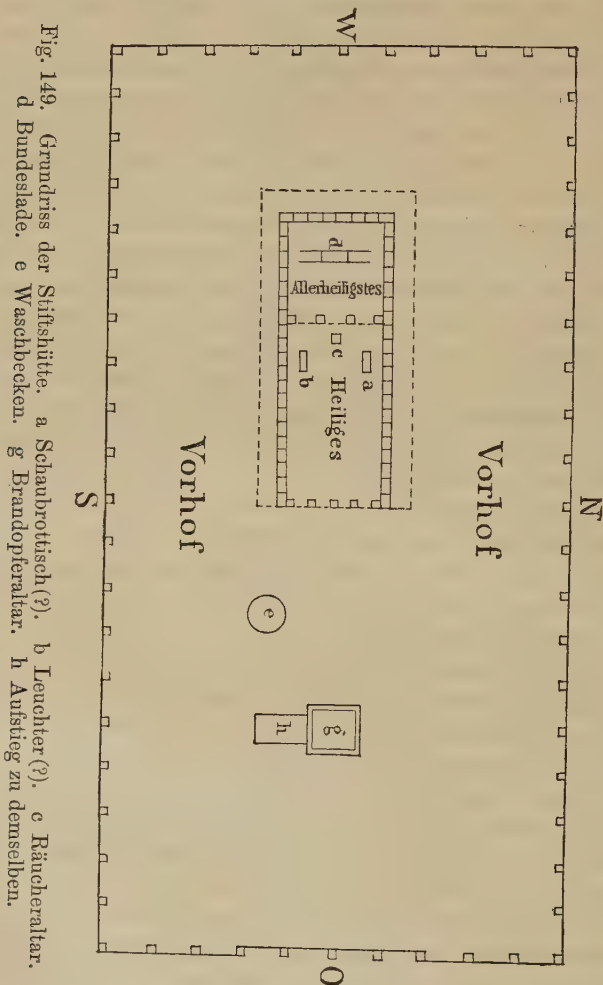 W
N
S
O
Vorhof
Vorhof
Allerheiligstes
Heiliges
a
b
c
d
e
g
h
Fig. 149. Grundriss der Stiftshütte. a Schaubrottisch(?). b Leuchter(?). c Räucheraltar.
d Bundeslade. e Waschbecken. g Brandopferaltar. h Aufstieg zu demselben.